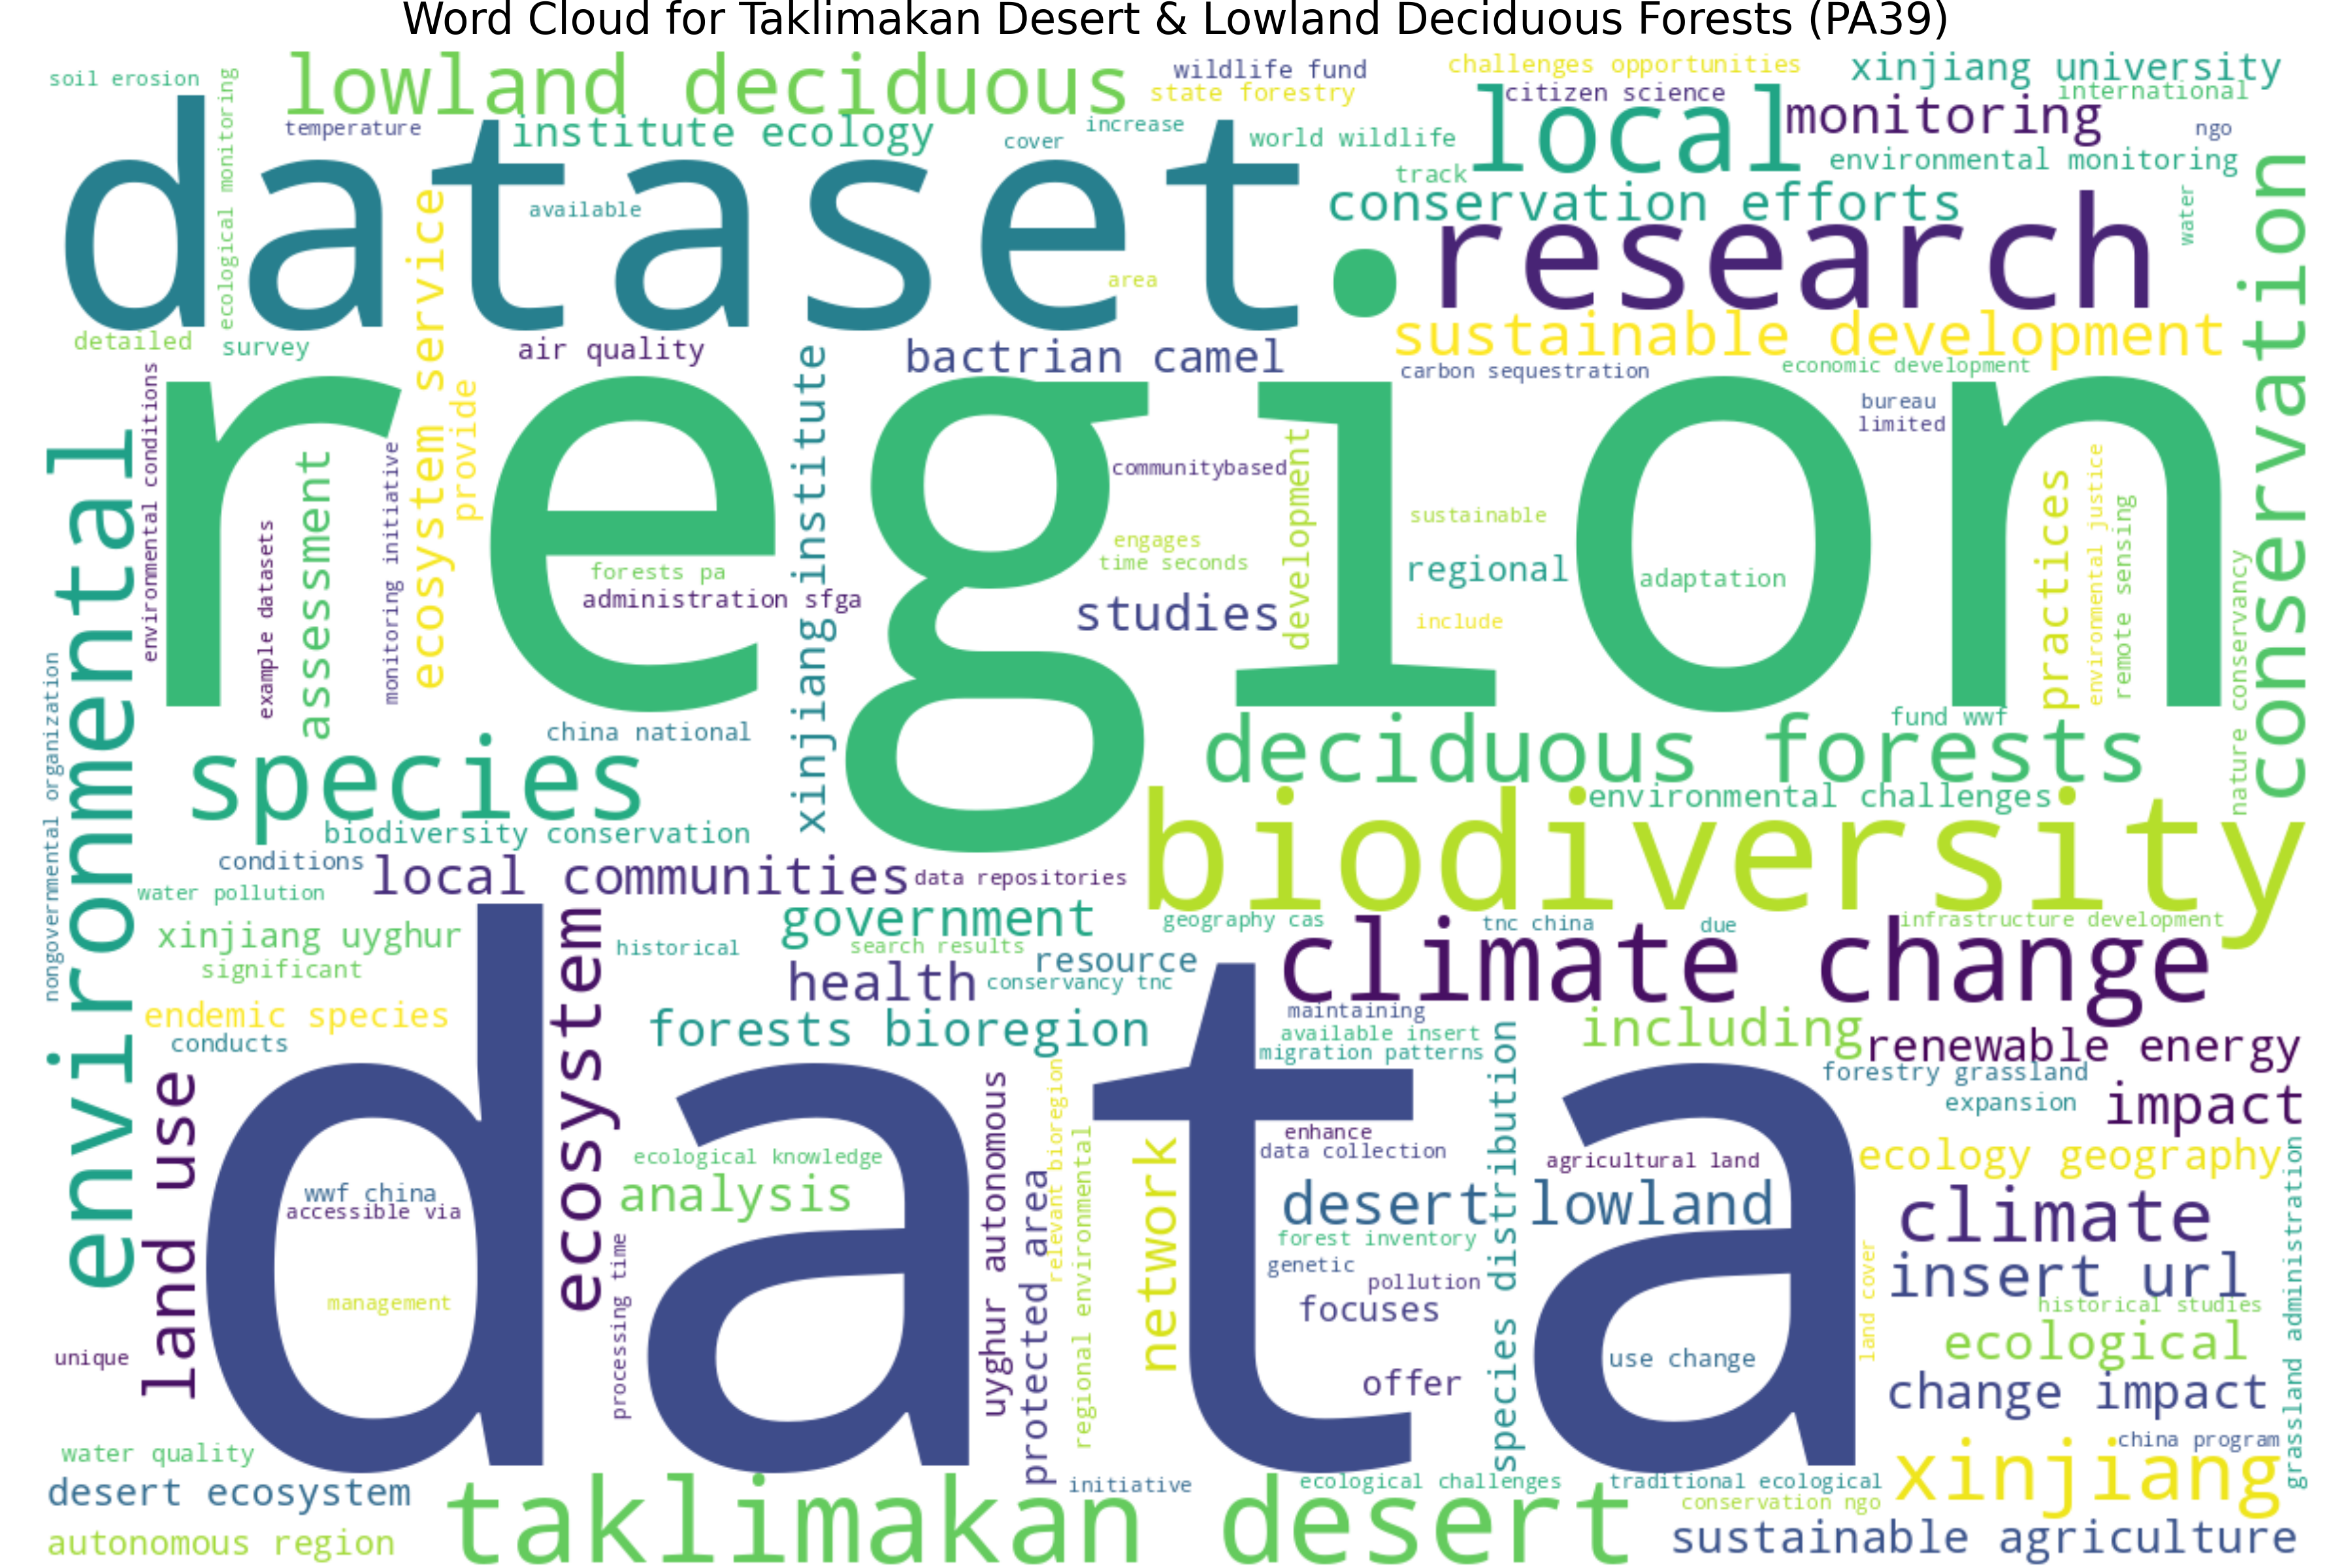 Word Cloud for Taklimakan Desert & Lowland Deciduous Forests (PA39)
soil erosion
ecological monitoring
lowland deciduous
wildlife fund
state forestry
challenges opportunities
citizen science
xinjiang university
international
temperature
institute ecology
cover
increase
world wildlife
track
local
monitoring
ngo
environmental monitoring
dataset
available
area
conservation efforts
water
research
conservation
detailed
survey
ecosystem service
provide
air quality
bactrian camel
sustainable development
carbon sequestration
economic development
bureau
limited
region
environmental
environmental conditions
example datasets
assessment
monitoring initiative
xinjiang institute
communitybased
engages
time seconds
studies
development
sustainable
regional
include
adaptation
practices
environmental justice
remote sensing
nature conservancy
forests pa
administration sfga
china national
nongovernmental organization
species
biodiversity conservation
fund wwf
deciduous forests
environmental challenges
biodiversity
conditions
local communities
data repositories
water pollution
xinjiang uyghur
significant
government
geography cas
tnc china
due
infrastructure development
historical
search results
resource
health
conservancy tnc
climate change
endemic species
conducts
ecosystem
forests bioregion
maintaining
available insert
migration patterns
including
renewable energy
forestry grassland
expansion
impact
land use
data
wwf china
accessible via
management
unique
ecological knowledge
analysis
processing time
uyghur autonomous
protected area
relevant bioregion
regional environmental
network
enhance
data collection
desert lowland
forest inventory
genetic
pollution
focuses
offer
species distribution
agricultural land
use change
land cover
ecology geography
climate
insert url
historical studies
ecological
change impact
grassland administration
china program
xinjiang
water quality
desert ecosystem
autonomous region
taklimakan desert
initiative
ecological challenges
traditional ecological
conservation ngo
sustainable agriculture